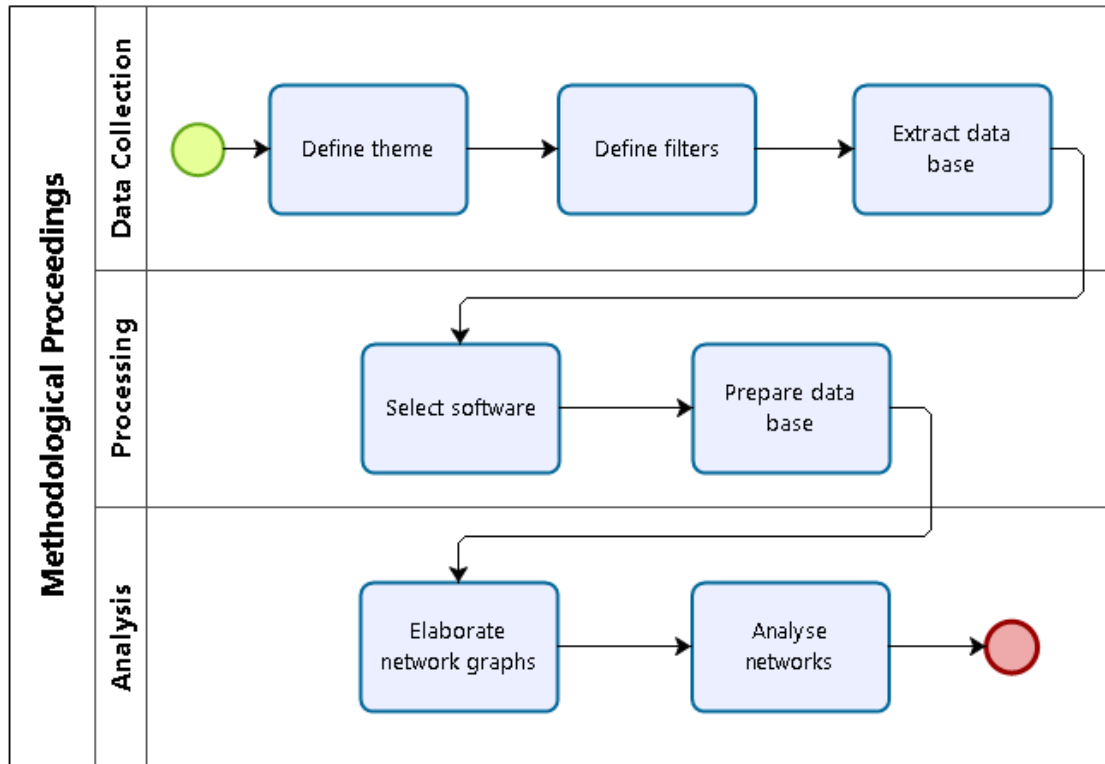 Methodological Proceedings
Data Collection
Define theme
Define filters
Extract data
base
Processing
Select software
Prepare data
base
Analysis
Elaborate
network graphs
Analyse
networks